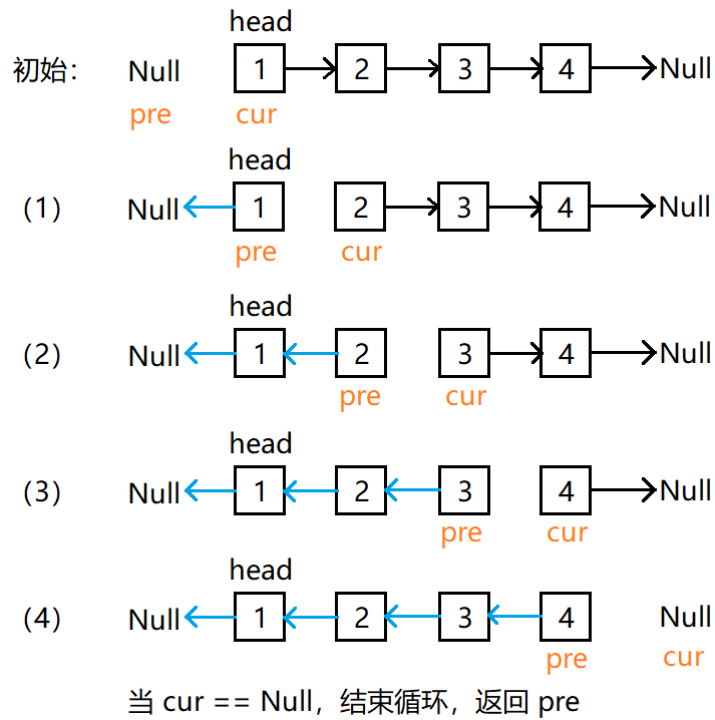 head
初始： Null 1 2 3 4 Null
pre cur
head
（1） Null 1 2 3 4 Null
pre cur
head
（2） Null 1 2 3 4 Null
pre cur
head
（3） Null 1 2 3 4 Null
pre cur
head
（4） Null 1 2 3 4 Null
pre cur
当 cur == Null，结束循环，返回 pre